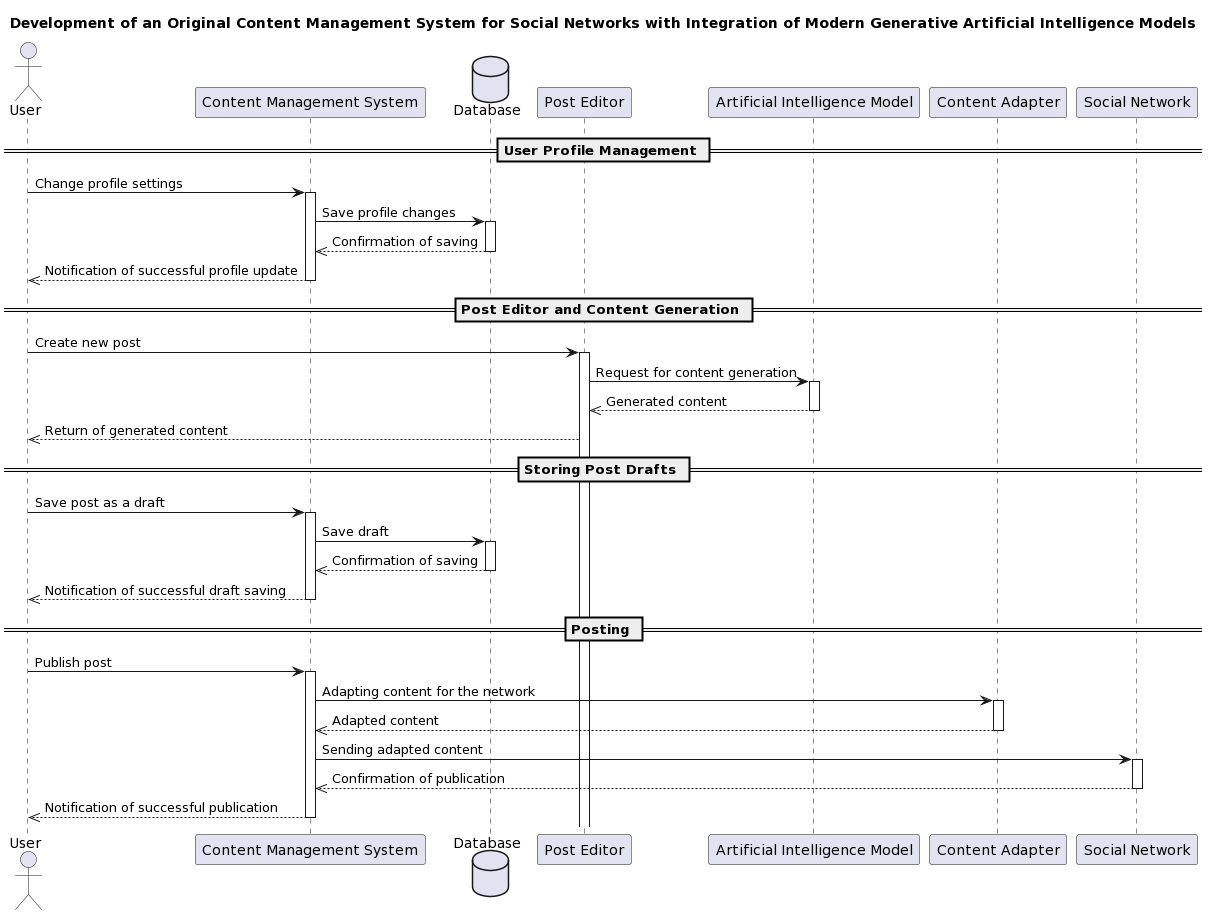 Development of an Original Content Management System for Social Networks with Integration of Modern Generative Artificial Intelligence Models
User
Content Management System
Database
Post Editor
Artificial Intelligence Model
Content Adapter
Social Network
User Profile Management
Change profile settings
Save profile changes
Confirmation of saving
Notification of successful profile update
Post Editor and Content Generation
Create new post
Request for content generation
Generated content
Return of generated content
Storing Post Drafts
Save post as a draft
Save draft
Confirmation of saving
Notification of successful draft saving
Posting
Publish post
Adapting content for the network
Adapted content
Sending adapted content
Confirmation of publication
Notification of successful publication
User
Content Management System
Database
Post Editor
Artificial Intelligence Model
Content Adapter
Social Network